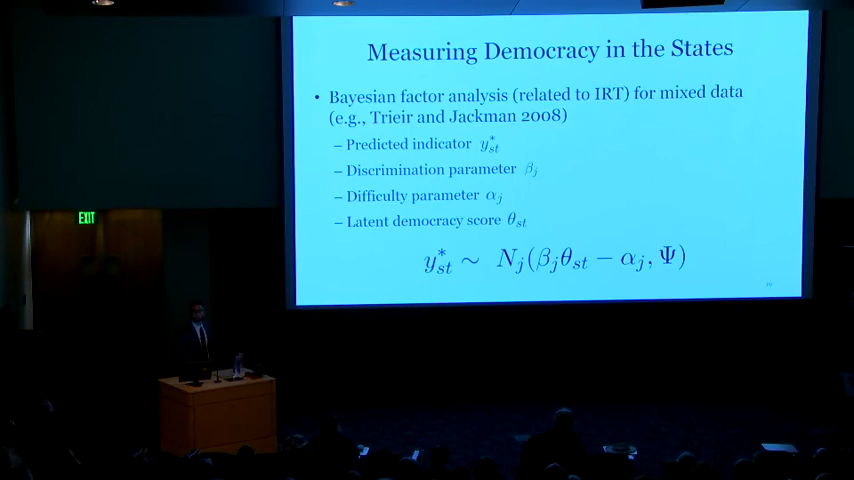 Measuring Democracy in the States
• Bayesian factor analysis (related to IRT) for mixed data
(e.g., Trieir and Jackman 2008)
– Predicted indicator y*st
– Discrimination parameter βj
– Difficulty parameter αj
– Latent democracy score θst
y*st ∼ Nj(βjθst − αj, Ψ)
EXIT